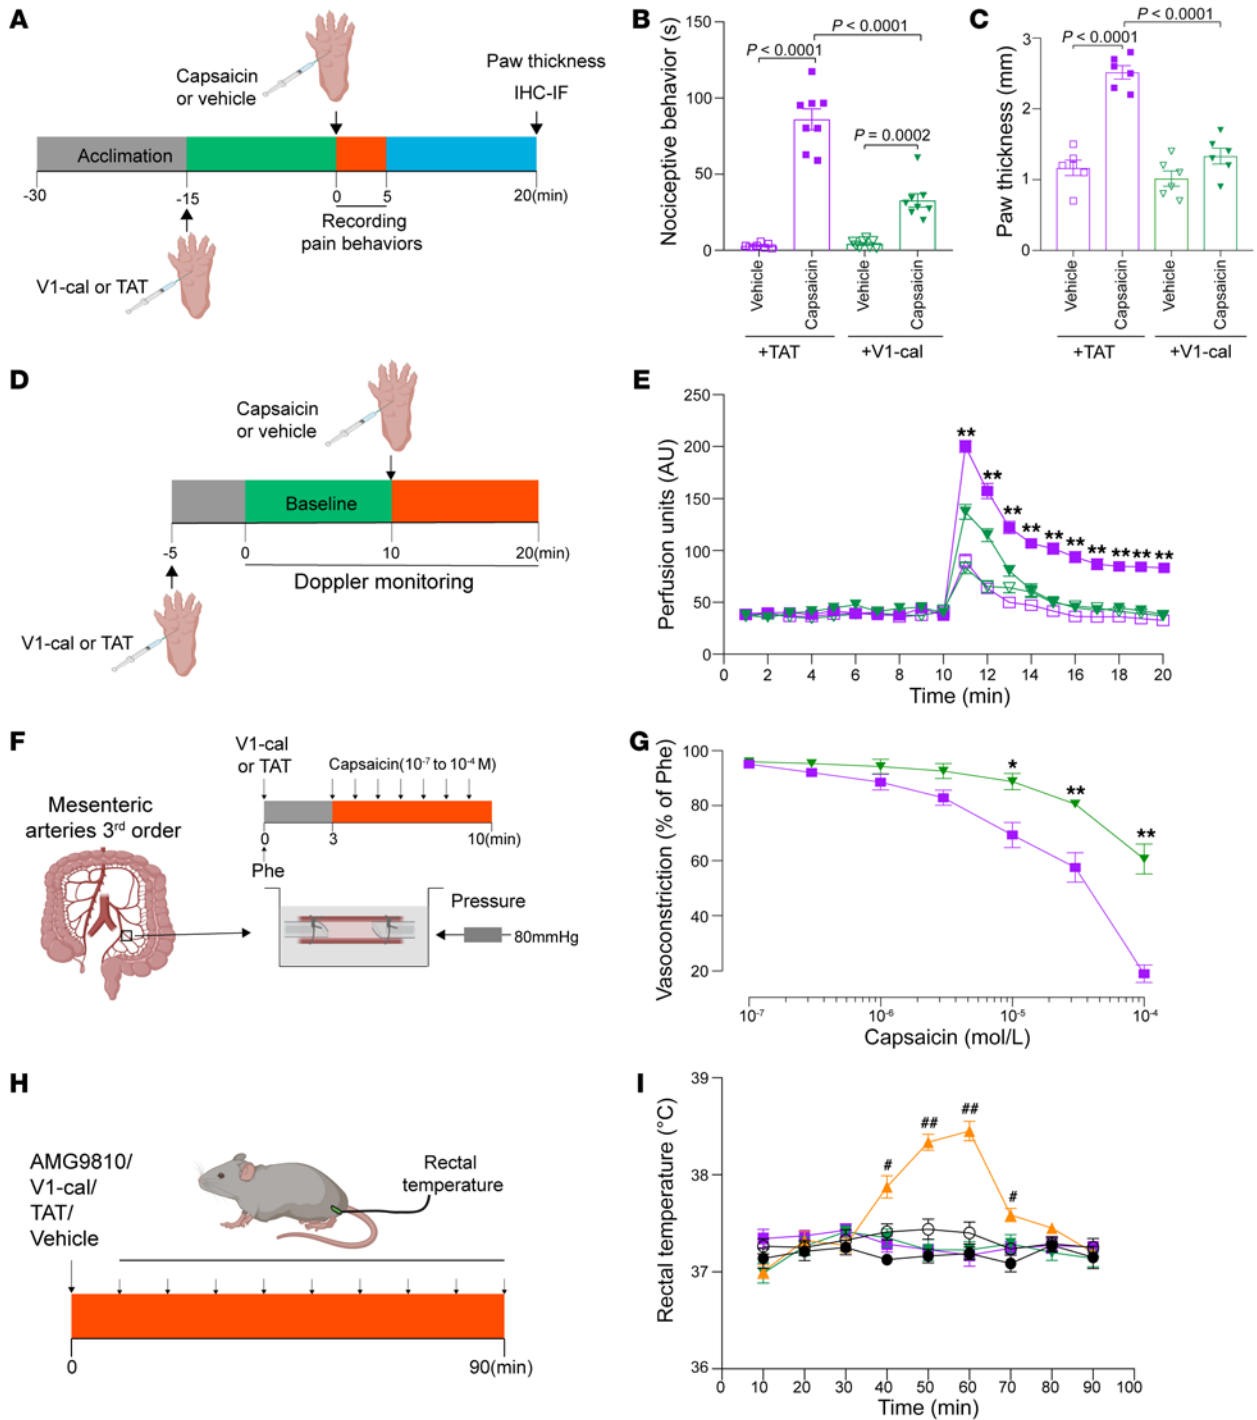 A
Capsaicin
or vehicle
Paw thickness
IHC-IF
Acclimation
-30
-15
0
5
20(min)
Recording
pain behaviors
V1-cal or TAT
B
Nociceptive behavior (s)
150
100
50
0
P < 0.0001
P < 0.0001
P = 0.0002
Vehicle
Capsaicin
Vehicle
Capsaicin
+TAT
+V1-cal
C
Paw thickness (mm)
3
2
1
0
P < 0.0001
P < 0.0001
Vehicle
Capsaicin
Vehicle
Capsaicin
+TAT
+V1-cal
D
Capsaicin
or vehicle
Baseline
-5
0
10
20(min)
Doppler monitoring
V1-cal or TAT
E
Perfusion units (AU)
250
200
150
100
50
0
** ** ** ** ** ** ** ** ** **
0 2 4 6 8 10 12 14 16 18 20
Time (min)
F
V1-cal
or TAT
Capsaicin(10⁻⁷ to 10⁻⁴ M)
Mesenteric
arteries 3rd order
0
3
10(min)
Phe
Pressure
80mmHg
G
Vasoconstriction (% of Phe)
100
80
60
40
20
* ** **
10⁻⁷ 10⁻⁶ 10⁻⁵ 10⁻⁴
Capsaicin (mol/L)
H
AMG9810/
V1-cal/
TAT/
Vehicle
Rectal
temperature
0
90(min)
I
Rectal temperature (°C)
39
38
37
36
# ## ## #
0 10 20 30 40 50 60 70 80 90 100
Time (min)